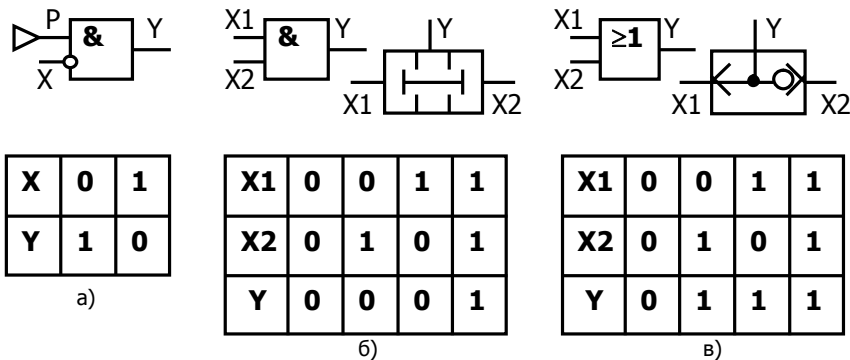 P & Y
X
X1 & Y
X2
Y
X1 X2
X1 ≥1 Y
X2
Y
X1 X2
X 0 1
Y 1 0
а)
X1 0 0 1 1
X2 0 1 0 1
Y 0 0 0 1
б)
X1 0 0 1 1
X2 0 1 0 1
Y 0 1 1 1
в)